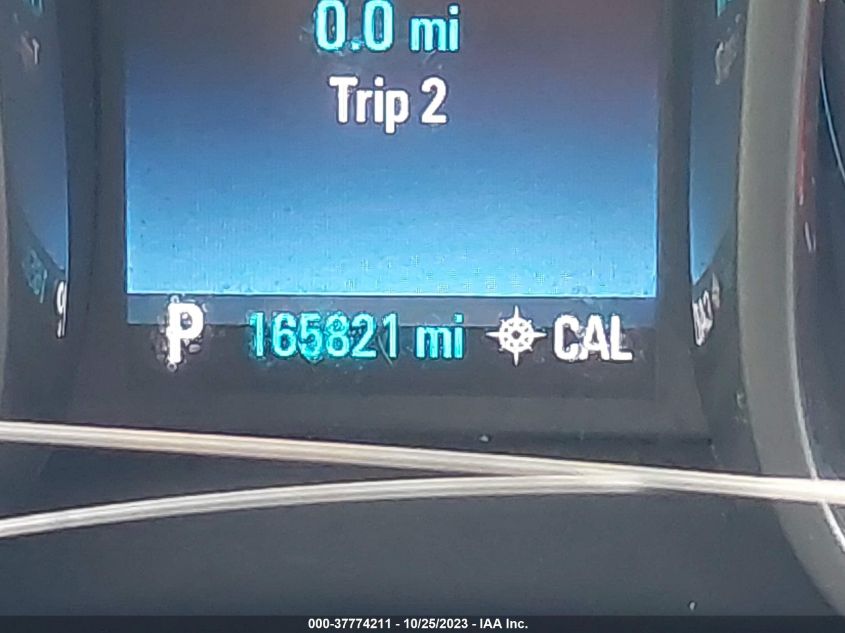 0.0 mi
Trip 2
P 165821 mi CAL
000-37774211 - 10/25/2023 - IAA Inc.